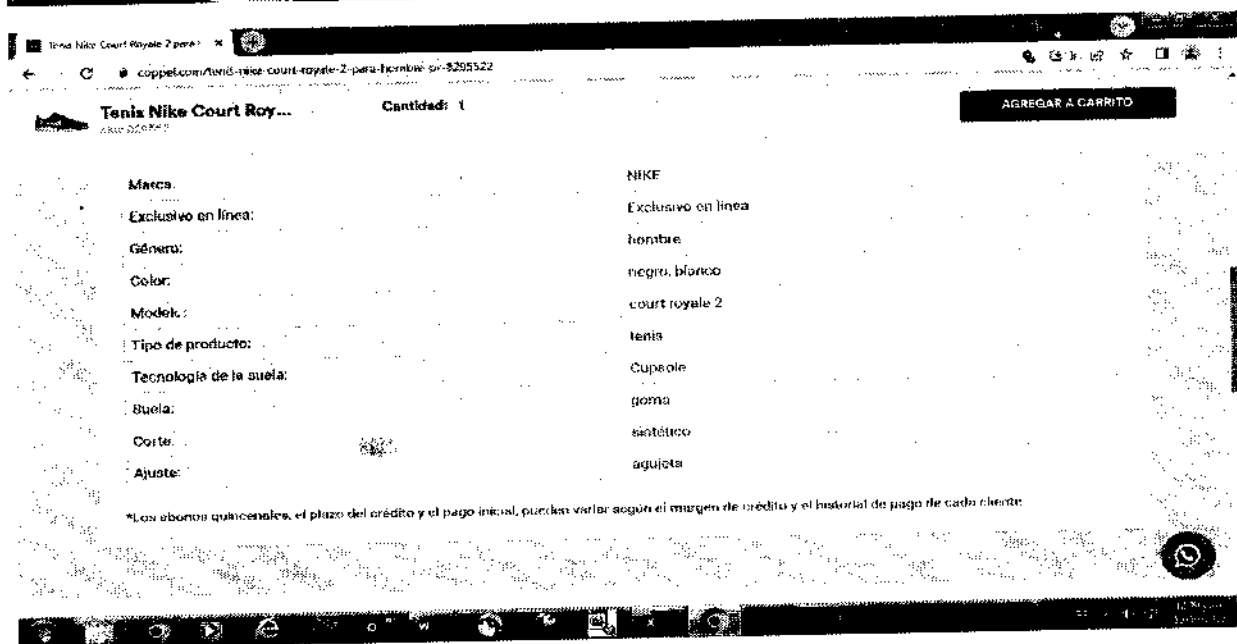 Tenis Nike Court Royale 2 para
coppel.com/tenis-nike-court-royale-2-para-hombre-pr-8295522
Tenis Nike Court Roy...
Cantidad: 1
AGREGAR A CARRITO
Marca: NIKE
Exclusivo en línea: Exclusivo en línea
Género: hombre
Color: negro, blanco
Modelo: court royale 2
Tipo de producto: tenis
Tecnología de la suela: Cupsole
Suela: goma
Corte: sintético
Ajuste: agujeta
*Los abonos quincenales, el plazo del crédito y el pago inicial, pueden variar según el margen de crédito y el historial de pago de cada cliente